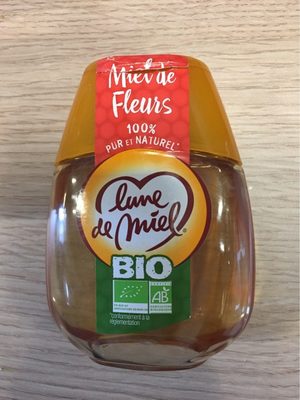 Miel de
Fleurs
100%
PUR ET NATUREL*
lune
de miel®
BIO
AB
*conformément à la
réglementation